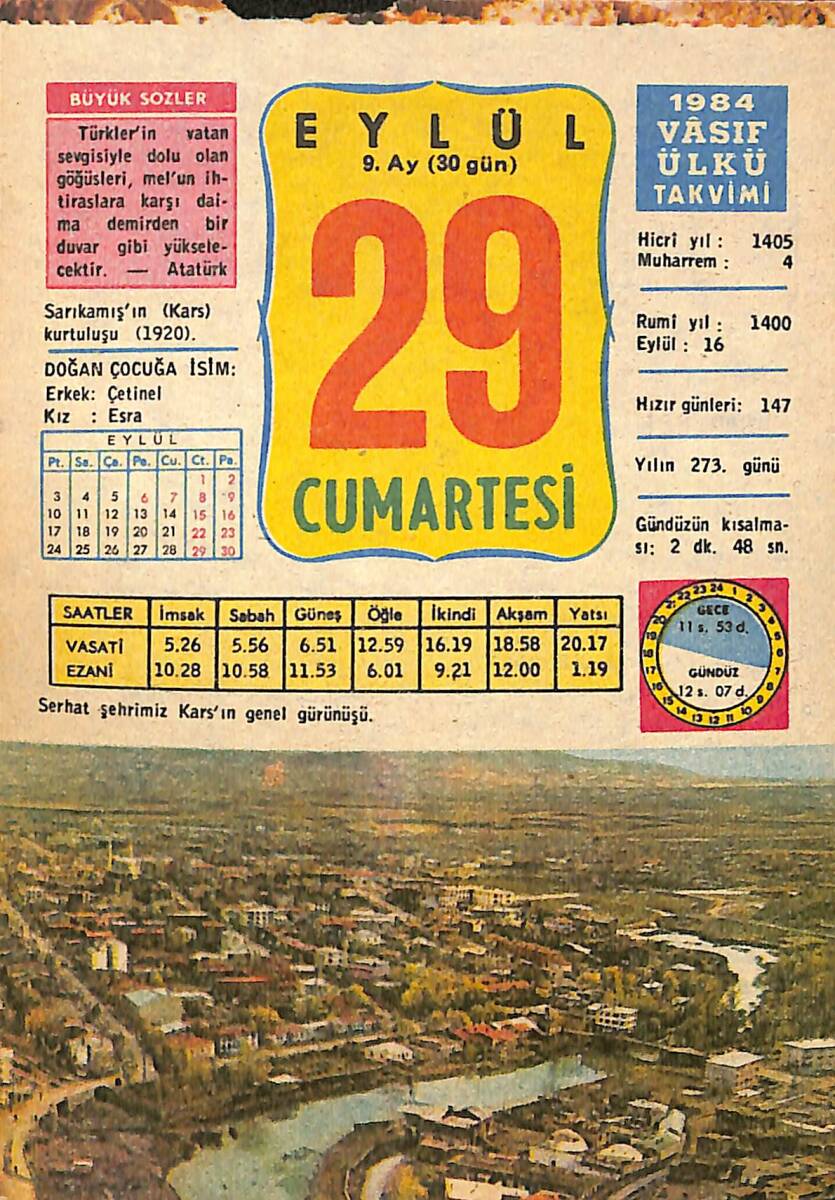 BÜYÜK SOZLER
Türkler'in vatan
sevgisiyle dolu olan
göğüsleri, mel'un ih-
tiraslara karşı dai-
ma demirden bir
duvar gibi yüksele-
cektir. — Atatürk
Sarıkamış'ın (Kars)
kurtuluşu (1920).
DOĞAN ÇOCUĞA İSİM:
Erkek: Çetinel
Kız : Esra
EYLÜL
Pt. Sa. Ça. Pe. Cu. Ct. Pa.
1 2
3 4 5 6 7 8 9
10 11 12 13 14 15 16
17 18 19 20 21 22 23
24 25 26 27 28 29 30
EYLÜL
9. Ay (30 gün)
29
CUMARTESİ
1984
VÂSIF
ÜLKÜ
TAKVİMİ
Hicrî yıl : 1405
Muharrem : 4
Rumî yıl : 1400
Eylül : 16
Hızır günleri: 147
Yılın 273. günü
Gündüzün kısalma-
sı: 2 dk. 48 sn.
SAATLER İmsak Sabah Güneş Öğle İkindi Akşam Yatsı
VASATİ 5.26 5.56 6.51 12.59 16.19 18.58 20.17
EZANİ 10.28 10.58 11.53 6.01 9.21 12.00 1.19
GECE
11 s. 53 d.
GÜNDÜZ
12 s. 07 d.
Serhat şehrimiz Kars'ın genel gürünüşü.